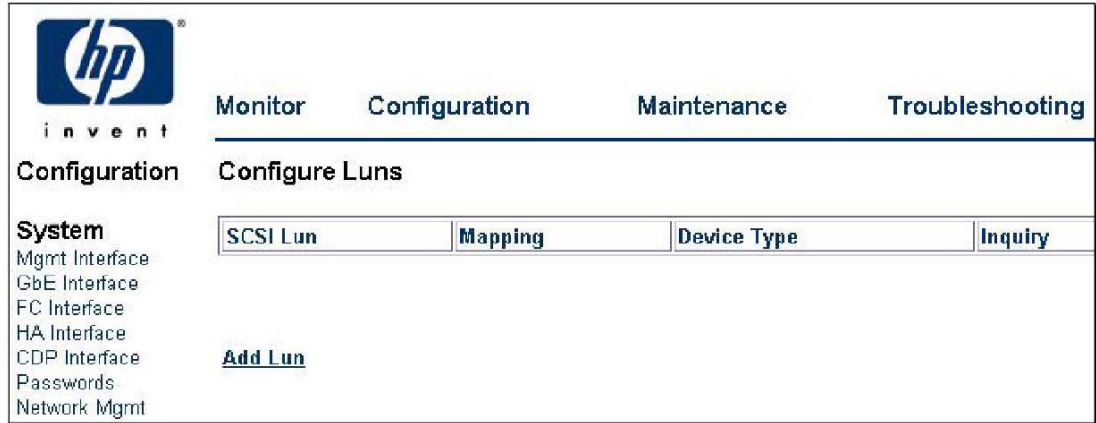 hp®
invent
Monitor Configuration Maintenance Troubleshooting
Configuration
Configure Luns
System
Mgmt Interface
GbE Interface
FC Interface
HA Interface
CDP Interface
Passwords
Network Mgmt
SCSI Lun Mapping Device Type Inquiry
Add Lun